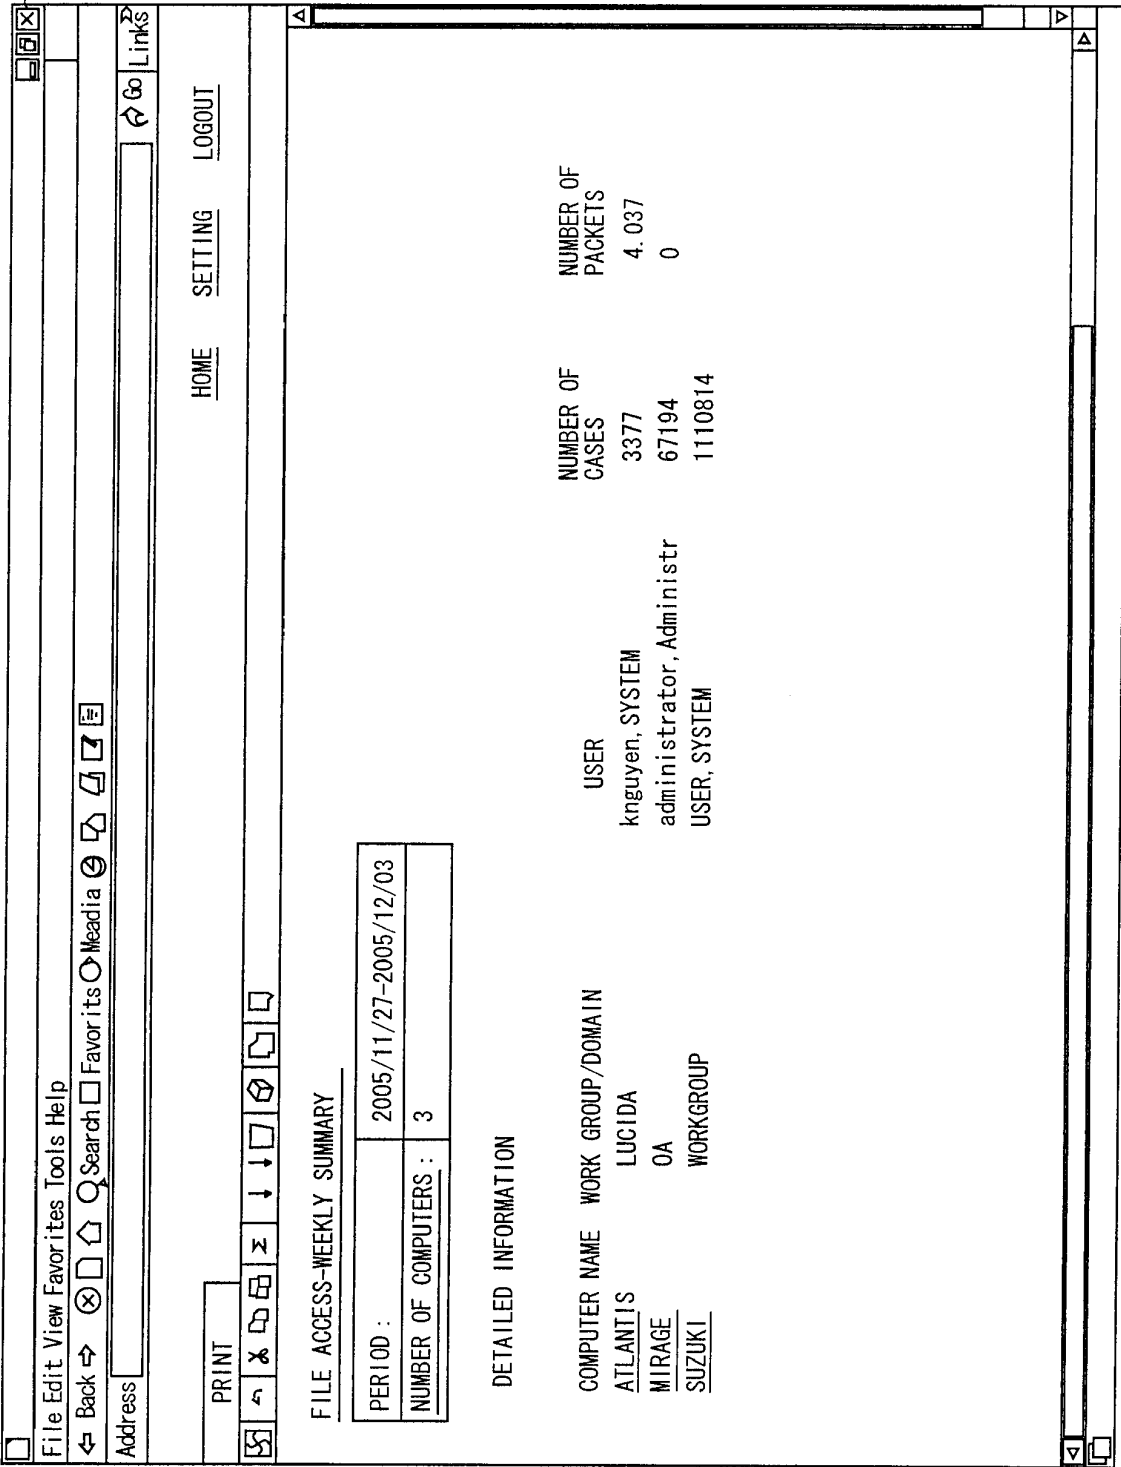 File Edit View Favorites Tools Help
Back Search Favorits Meadia
Address Go Links
HOME SETTING LOGOUT
PRINT
FILE ACCESS-WEEKLY SUMMARY
PERIOD: 2005/11/27-2005/12/03
NUMBER OF COMPUTERS: 3
DETAILED INFORMATION
COMPUTER NAME WORK GROUP/DOMAIN USER NUMBER OF CASES NUMBER OF PACKETS
ATLANTIS LUCIDA knguyen, SYSTEM 3377 4.037
MIRAGE OA administrator, Administr 67194 0
SUZUKI WORKGROUP USER, SYSTEM 1110814